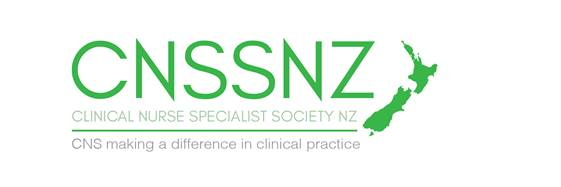 CNSSNZ
CLINICAL NURSE SPECIALIST SOCIETY NZ
CNS making a difference in clinical practice